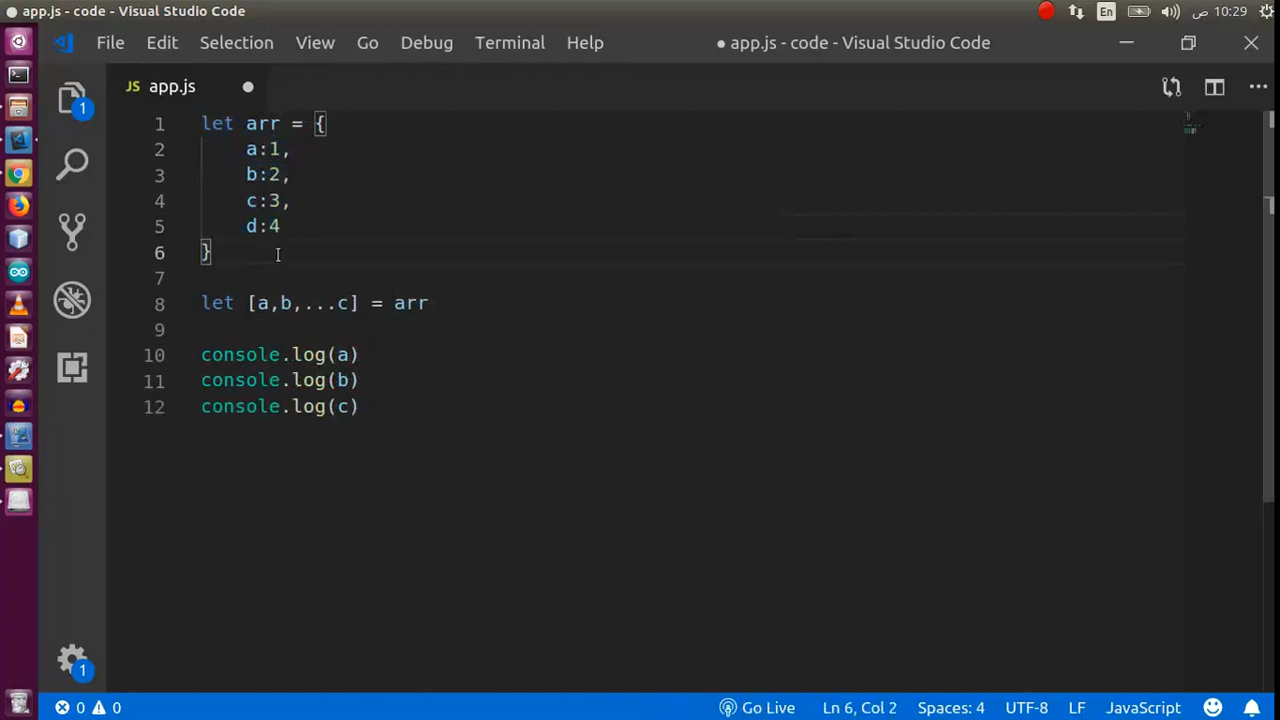 app.js - code - Visual Studio Code
En
10:29 ص
File Edit Selection View Go Debug Terminal Help
● app.js - code - Visual Studio Code
JS app.js
1
1 let arr = {
2 a:1,
3 b:2,
4 c:3,
5 d:4
6 }
7
8 let [a,b,...c] = arr
9
10 console.log(a)
11 console.log(b)
12 console.log(c)
1
0 0
Go Live
Ln 6, Col 2
Spaces: 4
UTF-8
LF
JavaScript